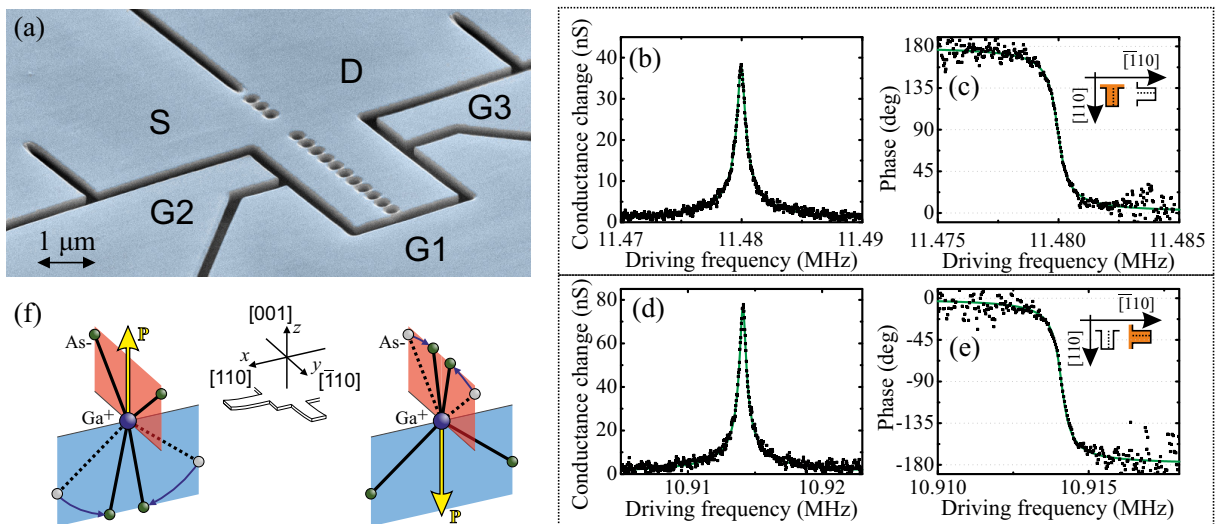 (a)
D
G3
S
G2
G1
1 μm
(b)
Conductance change (nS)
40
30
20
10
0
11.47 11.48 11.49
Driving frequency (MHz)
(c)
Phase (deg)
180
135
90
45
0
[1̅10]
[110]
11.475 11.480 11.485
Driving frequency (MHz)
(d)
Conductance change (nS)
80
60
40
20
0
10.91 10.92
Driving frequency (MHz)
(e)
Phase (deg)
0
-45
-90
-135
-180
[1̅10]
[110]
10.910 10.915
Driving frequency (MHz)
(f)
As-
ℙ
Ga⁺
[001]
z
x
y
[110]
[1̅10]
As-
Ga⁺
ℙ